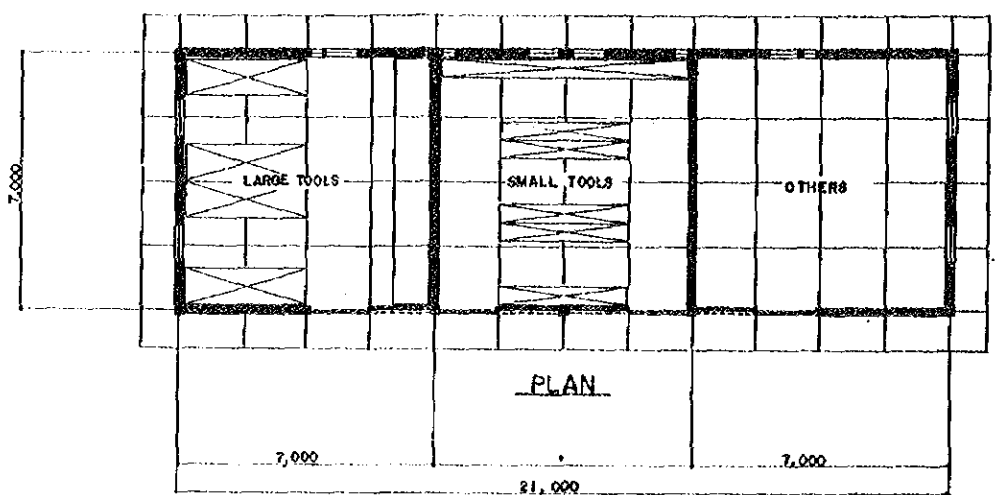 7,000
LARGE TOOLS
SMALL TOOLS
OTHERS
PLAN
7,000
7,000
21,000